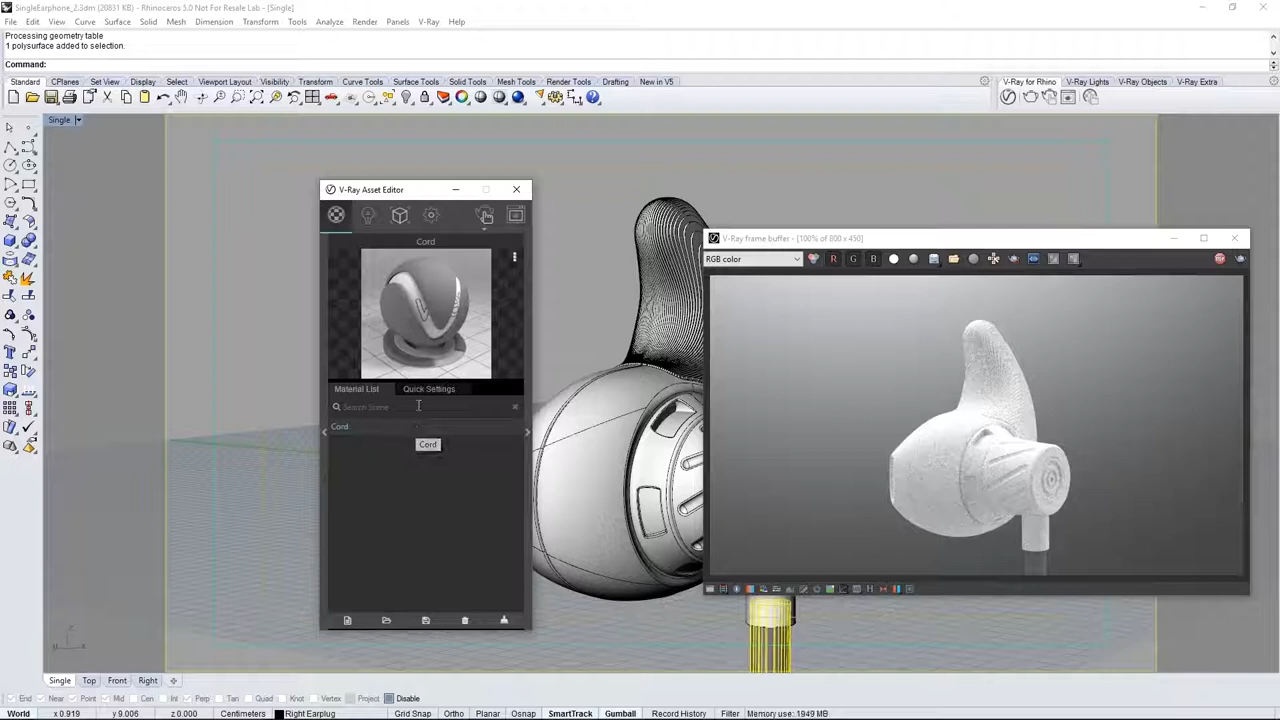 SingleEarphone_2.3dm (20831 KB) - Rhinoceros 5.0 Not For Resale Lab - [Single]
File Edit View Curve Surface Solid Mesh Dimension Transform Tools Analyze Render Panels V-Ray Help
Processing geometry table
1 polysurface added to selection.
Command:
Standard CPlanes Set View Display Select Viewport Layout Visibility Transform Curve Tools Surface Tools Solid Tools Mesh Tools Render Tools Drafting New in V5 V-Ray for Rhino V-Ray Lights V-Ray Objects V-Ray Extra
Single
V-Ray Asset Editor
Cord
Material List Quick Settings
Search Scene
Cord
Cord
V-Ray frame buffer - [100% of 800 x 450]
RGB color R G B
z
y x
Single Top Front Right
End Near Point Mid Cen Int Perp Tan Quad Knot Vertex Project Disable
World x 0.919 y 9.006 z 0.000 Centimeters Right Earplug Grid Snap Ortho Planar Osnap SmartTrack Gumball Record History Filter Memory use: 1949 MB